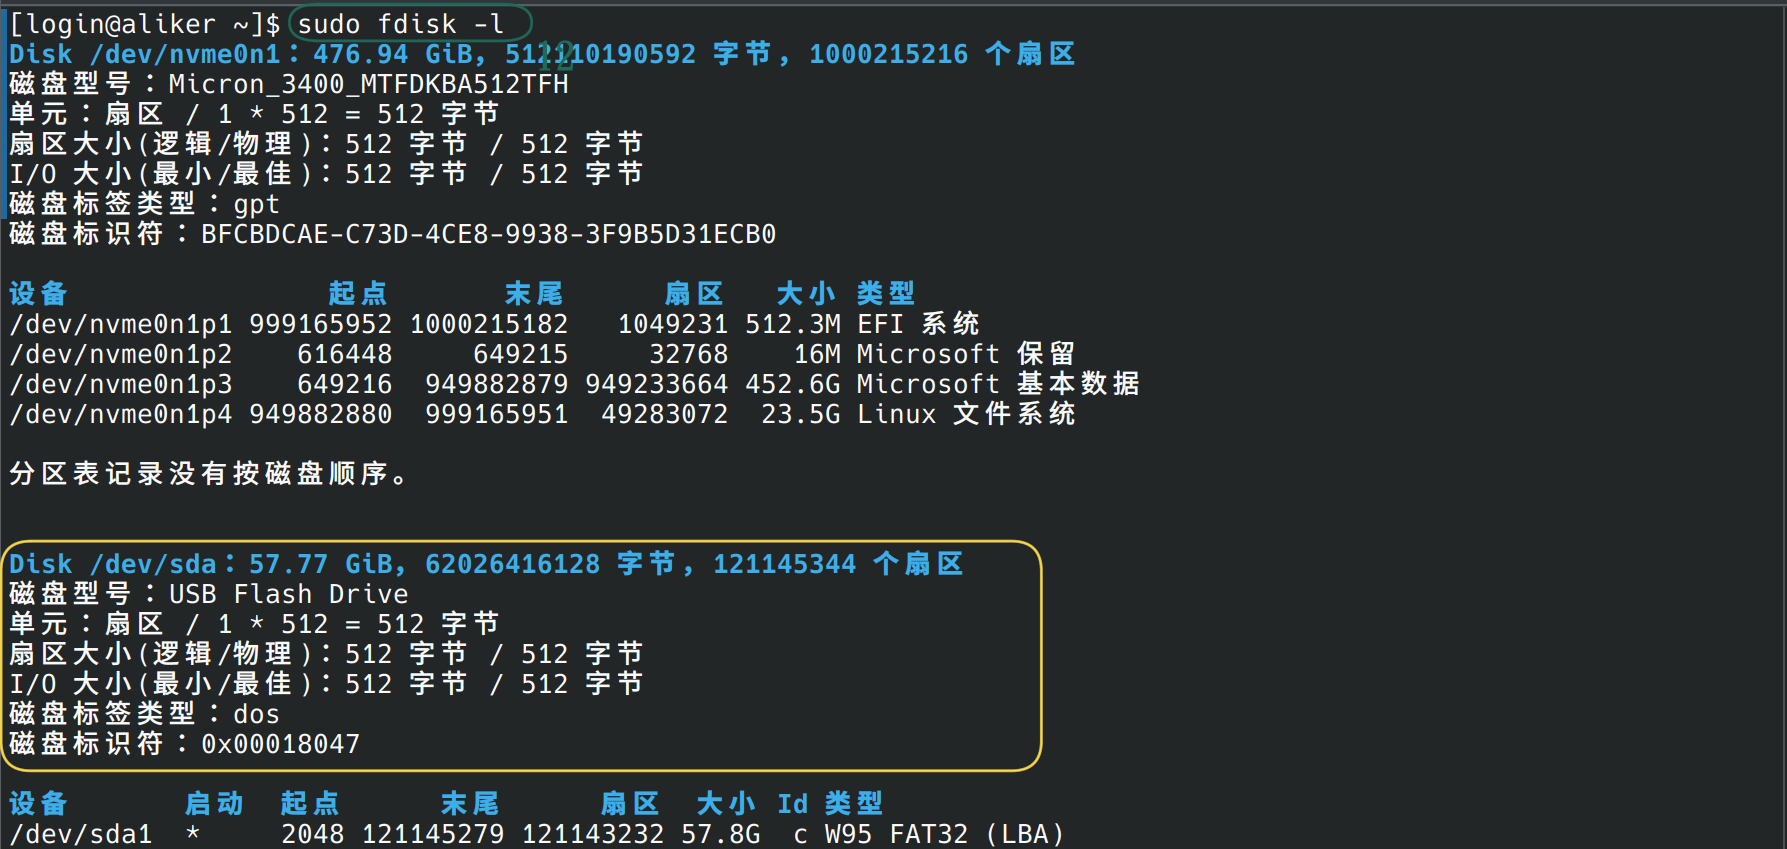 [login@aliker ~]$ sudo fdisk -l
Disk /dev/nvme0n1：476.94 GiB，512110190592 字节，1000215216 个扇区
12
磁盘型号：Micron_3400_MTFDKBA512TFH
单元：扇区 / 1 * 512 = 512 字节
扇区大小(逻辑/物理)：512 字节 / 512 字节
I/O 大小(最小/最佳)：512 字节 / 512 字节
磁盘标签类型：gpt
磁盘标识符：BFCBDCAE-C73D-4CE8-9938-3F9B5D31ECB0
设备 起点 末尾 扇区 大小 类型
/dev/nvme0n1p1 999165952 1000215182 1049231 512.3M EFI 系统
/dev/nvme0n1p2 616448 649215 32768 16M Microsoft 保留
/dev/nvme0n1p3 649216 949882879 949233664 452.6G Microsoft 基本数据
/dev/nvme0n1p4 949882880 999165951 49283072 23.5G Linux 文件系统
分区表记录没有按磁盘顺序。
Disk /dev/sda：57.77 GiB，62026416128 字节，121145344 个扇区
磁盘型号：USB Flash Drive
单元：扇区 / 1 * 512 = 512 字节
扇区大小(逻辑/物理)：512 字节 / 512 字节
I/O 大小(最小/最佳)：512 字节 / 512 字节
磁盘标签类型：dos
磁盘标识符：0x00018047
设备 启动 起点 末尾 扇区 大小 Id 类型
/dev/sda1 * 2048 121145279 121143232 57.8G c W95 FAT32 (LBA)